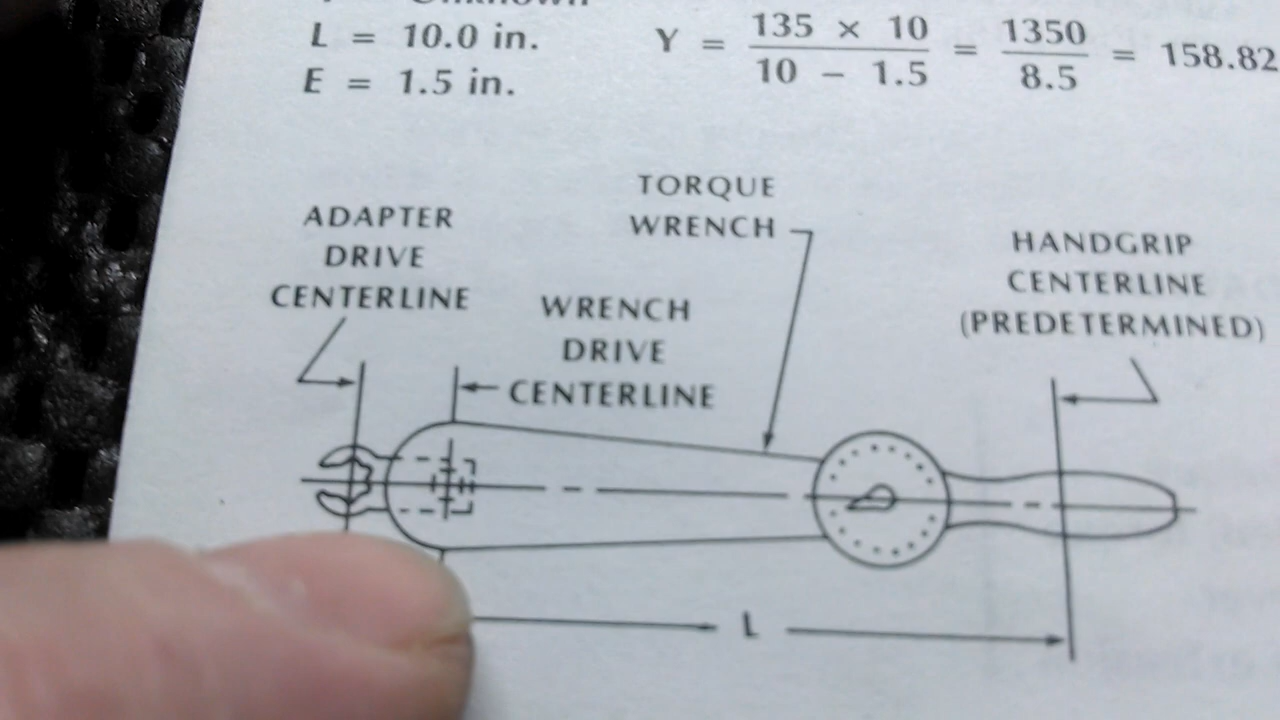 L = 10.0 in.
E = 1.5 in.
Y = 135 × 10 / 10 − 1.5 = 1350 / 8.5 = 158.82
TORQUE
WRENCH
ADAPTER
DRIVE
CENTERLINE
WRENCH
DRIVE
CENTERLINE
HANDGRIP
CENTERLINE
(PREDETERMINED)
L